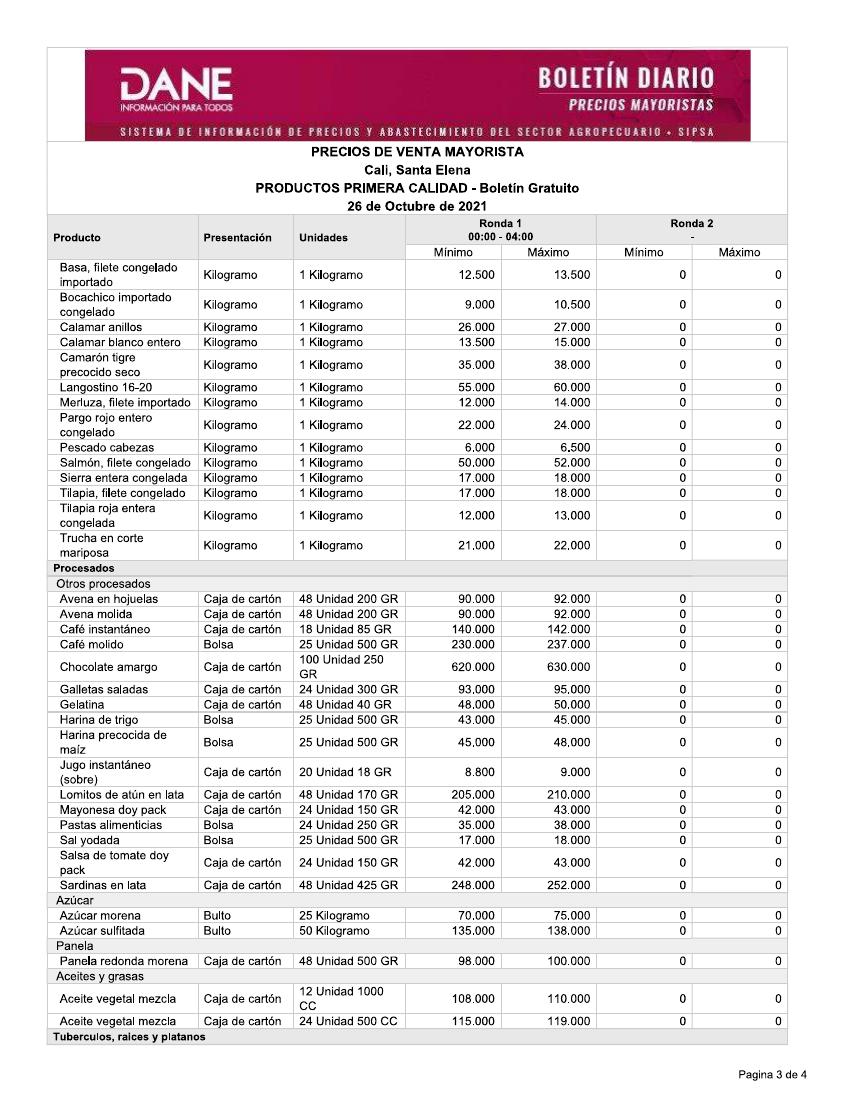 DANE
INFORMACIÓN PARA TODOS
BOLETÍN DIARIO
PRECIOS MAYORISTAS
SISTEMA DE INFORMACIÓN DE PRECIOS Y ABASTECIMIENTO DEL SECTOR AGROPECUARIO • SIPSA
PRECIOS DE VENTA MAYORISTA
Cali, Santa Elena
PRODUCTOS PRIMERA CALIDAD - Boletín Gratuito
26 de Octubre de 2021
Producto Presentación Unidades Ronda 1 00:00 - 04:00 Ronda 2 -
Mínimo Máximo Mínimo Máximo
Basa, filete congelado importado Kilogramo 1 Kilogramo 12.500 13.500 0 0
Bocachico importado congelado Kilogramo 1 Kilogramo 9.000 10.500 0 0
Calamar anillos Kilogramo 1 Kilogramo 26.000 27.000 0 0
Calamar blanco entero Kilogramo 1 Kilogramo 13.500 15.000 0 0
Camarón tigre precocido seco Kilogramo 1 Kilogramo 35.000 38.000 0 0
Langostino 16-20 Kilogramo 1 Kilogramo 55.000 60.000 0 0
Merluza, filete importado Kilogramo 1 Kilogramo 12.000 14.000 0 0
Pargo rojo entero congelado Kilogramo 1 Kilogramo 22.000 24.000 0 0
Pescado cabezas Kilogramo 1 Kilogramo 6.000 6.500 0 0
Salmón, filete congelado Kilogramo 1 Kilogramo 50.000 52.000 0 0
Sierra entera congelada Kilogramo 1 Kilogramo 17.000 18.000 0 0
Tilapia, filete congelado Kilogramo 1 Kilogramo 17.000 18.000 0 0
Tilapia roja entera congelada Kilogramo 1 Kilogramo 12.000 13.000 0 0
Trucha en corte mariposa Kilogramo 1 Kilogramo 21.000 22.000 0 0
Procesados
Otros procesados
Avena en hojuelas Caja de cartón 48 Unidad 200 GR 90.000 92.000 0 0
Avena molida Caja de cartón 48 Unidad 200 GR 90.000 92.000 0 0
Café instantáneo Caja de cartón 18 Unidad 85 GR 140.000 142.000 0 0
Café molido Bolsa 25 Unidad 500 GR 230.000 237.000 0 0
Chocolate amargo Caja de cartón 100 Unidad 250 GR 620.000 630.000 0 0
Galletas saladas Caja de cartón 24 Unidad 300 GR 93.000 95.000 0 0
Gelatina Caja de cartón 48 Unidad 40 GR 48.000 50.000 0 0
Harina de trigo Bolsa 25 Unidad 500 GR 43.000 45.000 0 0
Harina precocida de maíz Bolsa 25 Unidad 500 GR 45.000 48.000 0 0
Jugo instantáneo (sobre) Caja de cartón 20 Unidad 18 GR 8.800 9.000 0 0
Lomitos de atún en lata Caja de cartón 48 Unidad 170 GR 205.000 210.000 0 0
Mayonesa doy pack Caja de cartón 24 Unidad 150 GR 42.000 43.000 0 0
Pastas alimenticias Bolsa 24 Unidad 250 GR 35.000 38.000 0 0
Sal yodada Bolsa 25 Unidad 500 GR 17.000 18.000 0 0
Salsa de tomate doy pack Caja de cartón 24 Unidad 150 GR 42.000 43.000 0 0
Sardinas en lata Caja de cartón 48 Unidad 425 GR 248.000 252.000 0 0
Azúcar
Azúcar morena Bulto 25 Kilogramo 70.000 75.000 0 0
Azúcar sulfitada Bulto 50 Kilogramo 135.000 138.000 0 0
Panela
Panela redonda morena Caja de cartón 48 Unidad 500 GR 98.000 100.000 0 0
Aceites y grasas
Aceite vegetal mezcla Caja de cartón 12 Unidad 1000 CC 108.000 110.000 0 0
Aceite vegetal mezcla Caja de cartón 24 Unidad 500 CC 115.000 119.000 0 0
Tuberculos, raices y platanos
Pagina 3 de 4